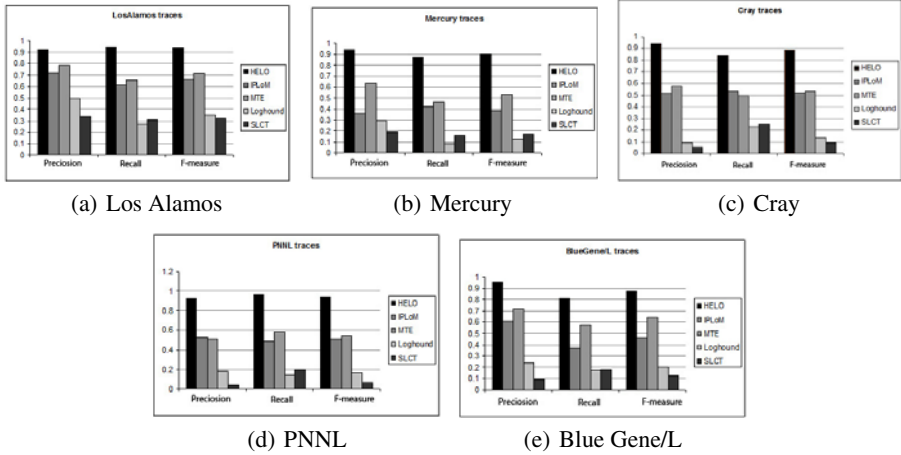 LosAlamos traces
1
0.9
0.8
0.7
0.6
0.5
0.4
0.3
0.2
0.1
0
Preciosion Recall F-measure
HELO
IPLoM
MTE
Loghound
SLCT
(a) Los Alamos
Mercury traces
1
0.9
0.8
0.7
0.6
0.5
0.4
0.3
0.2
0.1
0
Preciosion Recall F-measure
HELO
IPLoM
MTE
Loghound
SLCT
(b) Mercury
Cray traces
1
0.9
0.8
0.7
0.6
0.5
0.4
0.3
0.2
0.1
0
Preciosion Recall F-measure
HELO
IPLoM
MTE
Loghound
SLCT
(c) Cray
PNNL traces
1.2
1
0.8
0.6
0.4
0.2
0
Preciosion Recall F-measure
HELO
IPLoM
MTE
Loghound
SLCT
(d) PNNL
BlueGene/L traces
1
0.9
0.8
0.7
0.6
0.5
0.4
0.3
0.2
0.1
0
Preciosion Recall F-measure
HELO
IPLoM
MTE
Loghound
SLCT
(e) Blue Gene/L